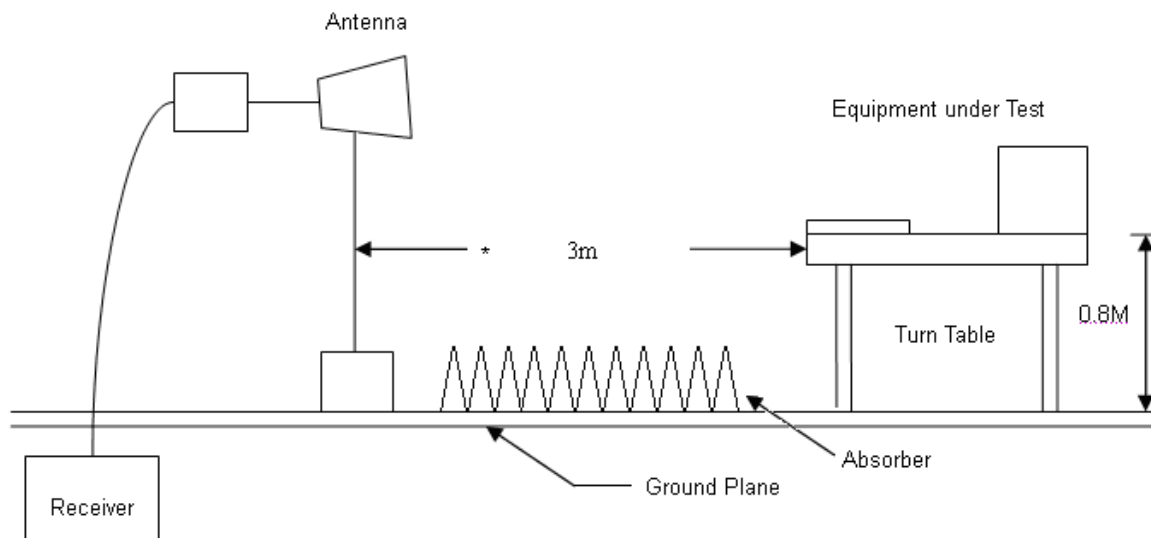 Antenna
Equipment under Test
* 3m
0.8M
Turn Table
Absorber
Ground Plane
Receiver